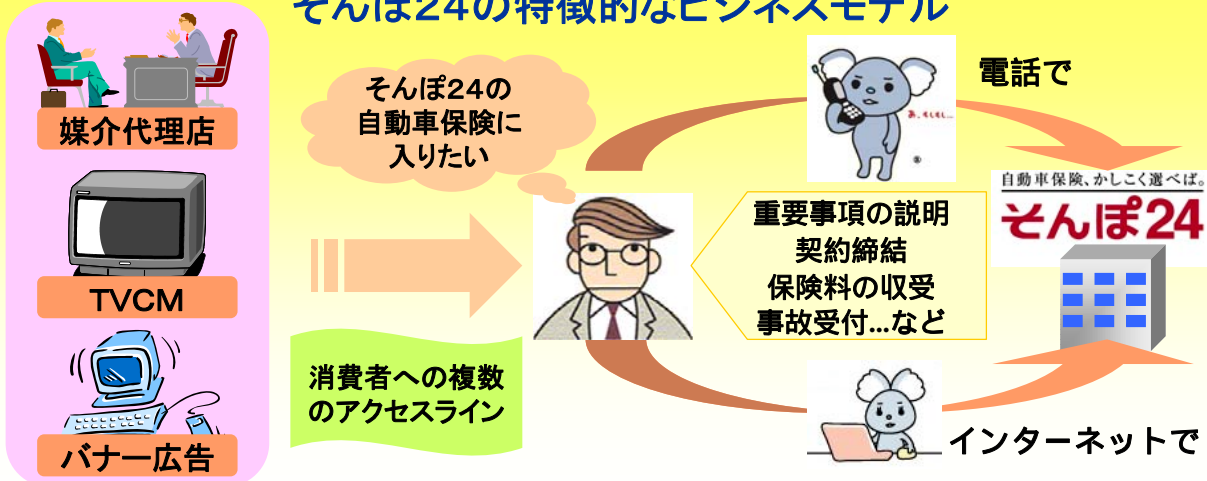 そんぽ24の特徴的なビジネスモデル
媒介代理店
TVCM
バナー広告
そんぽ24の
自動車保険に
入りたい
消費者への複数
のアクセスライン
電話で
あ、もしもし…
自動車保険、かしこく選べば。
そんぽ24
重要事項の説明
契約締結
保険料の収受
事故受付…など
インターネットで